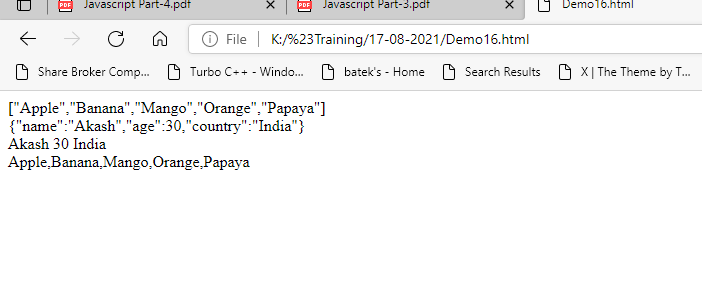 Javascript Part-4.pdf
Javascript Part-3.pdf
Demo16.html
PDF
PDF
File
K:/%23Training/17-08-2021/Demo16.html
Share Broker Comp...
Turbo C++ - Windo...
batek's - Home
Search Results
X | The Theme by T...
["Apple","Banana","Mango","Orange","Papaya"]
{"name":"Akash","age":30,"country":"India"}
Akash 30 India
Apple,Banana,Mango,Orange,Papaya